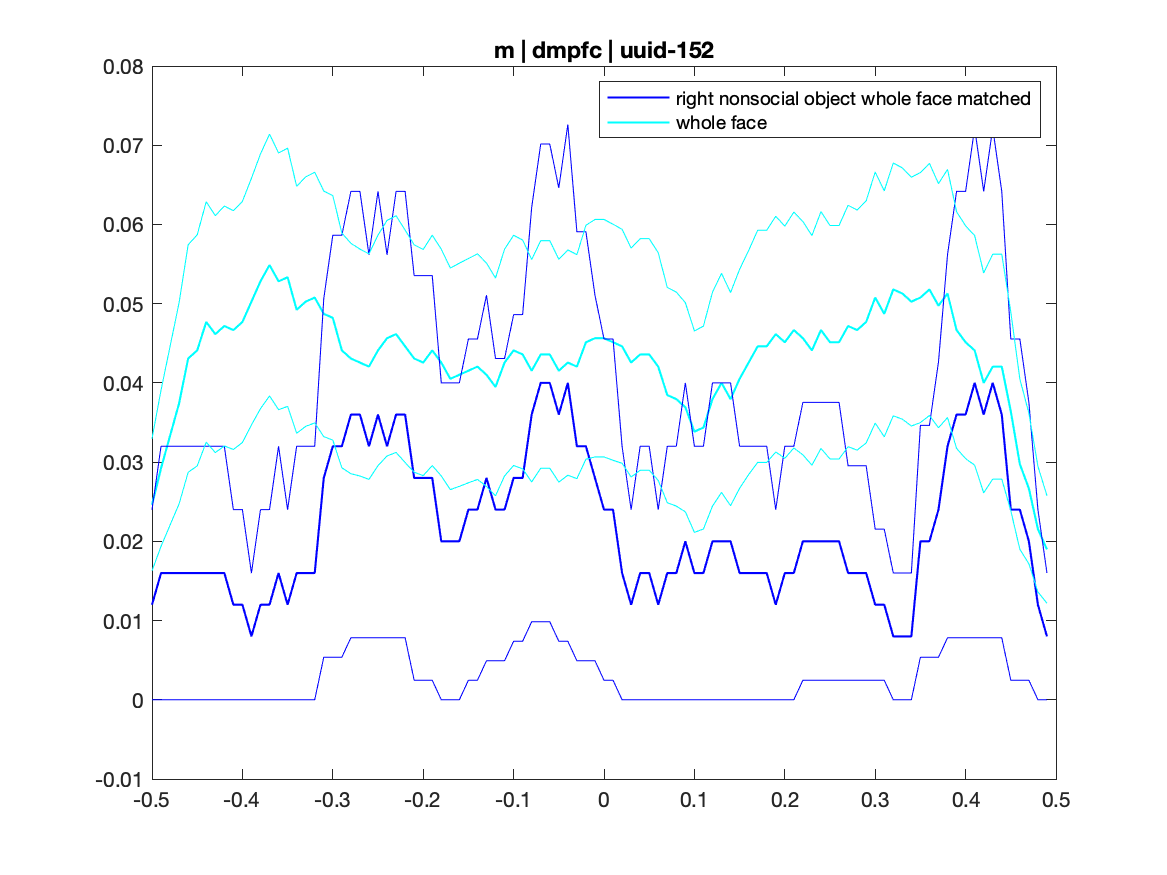 m | dmpfc | uuid-152
right nonsocial object whole face matched
whole face
0.08
0.07
0.06
0.05
0.04
0.03
0.02
0.01
0
-0.01
-0.5 -0.4 -0.3 -0.2 -0.1 0 0.1 0.2 0.3 0.4 0.5